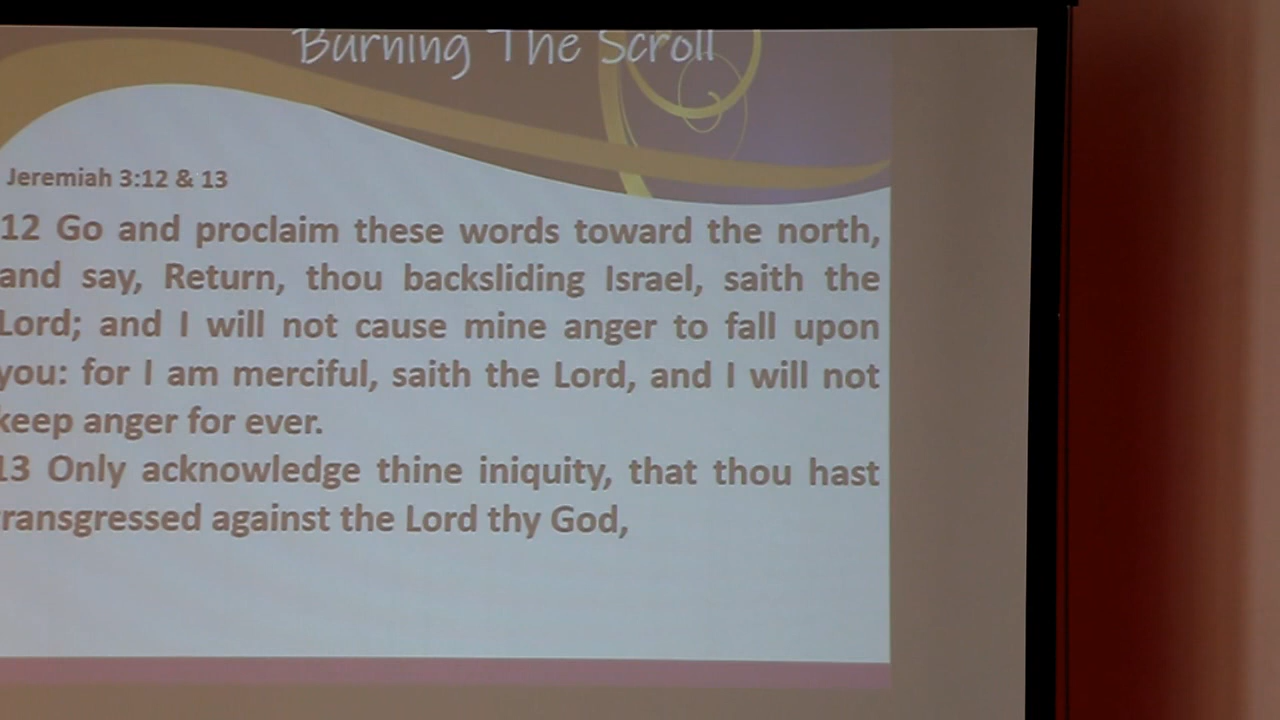 Burning The Scroll
Jeremiah 3:12 & 13
12 Go and proclaim these words toward the north,
and say, Return, thou backsliding Israel, saith the
Lord; and I will not cause mine anger to fall upon
you: for I am merciful, saith the Lord, and I will not
keep anger for ever.
13 Only acknowledge thine iniquity, that thou hast
ransgressed against the Lord thy God,